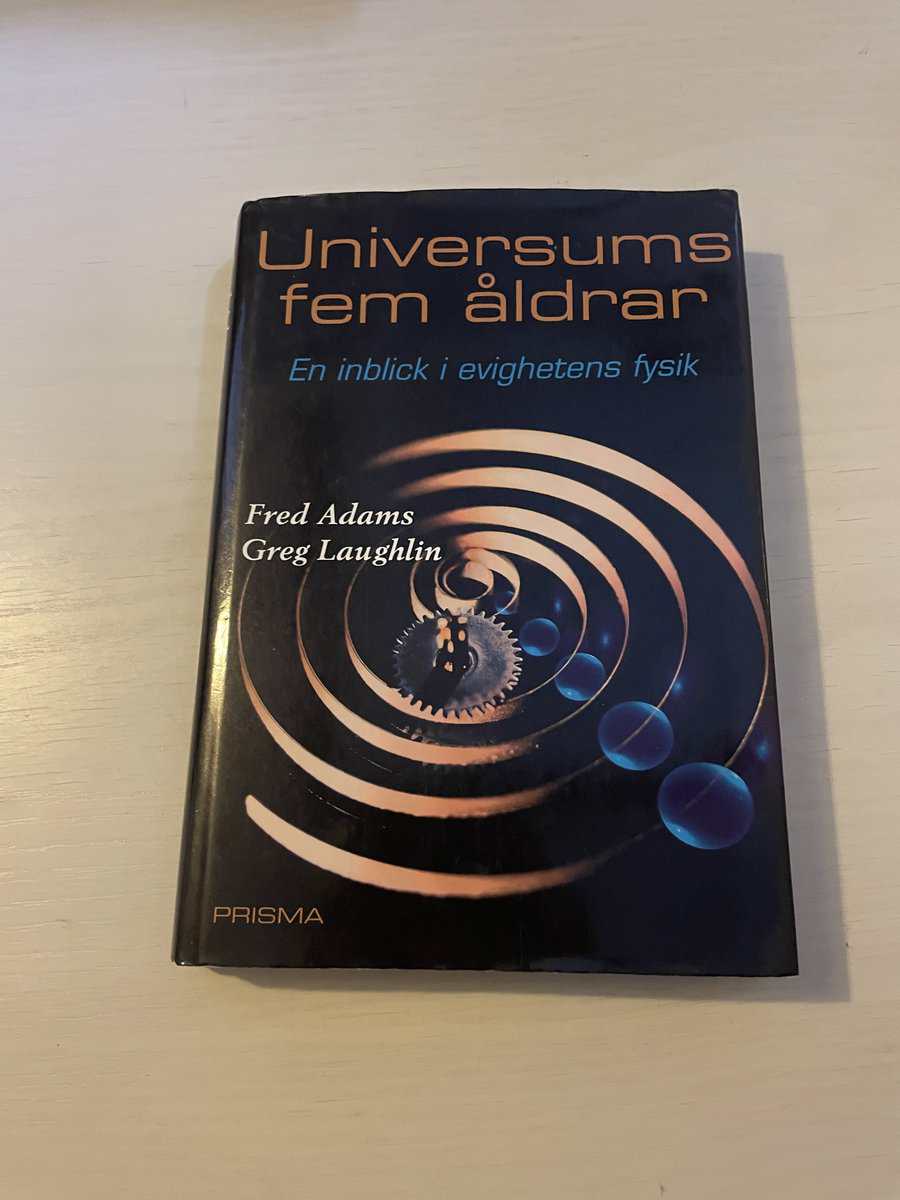 Universums
fem åldrar
En inblick i evighetens fysik
Fred Adams
Greg Laughlin
PRISMA